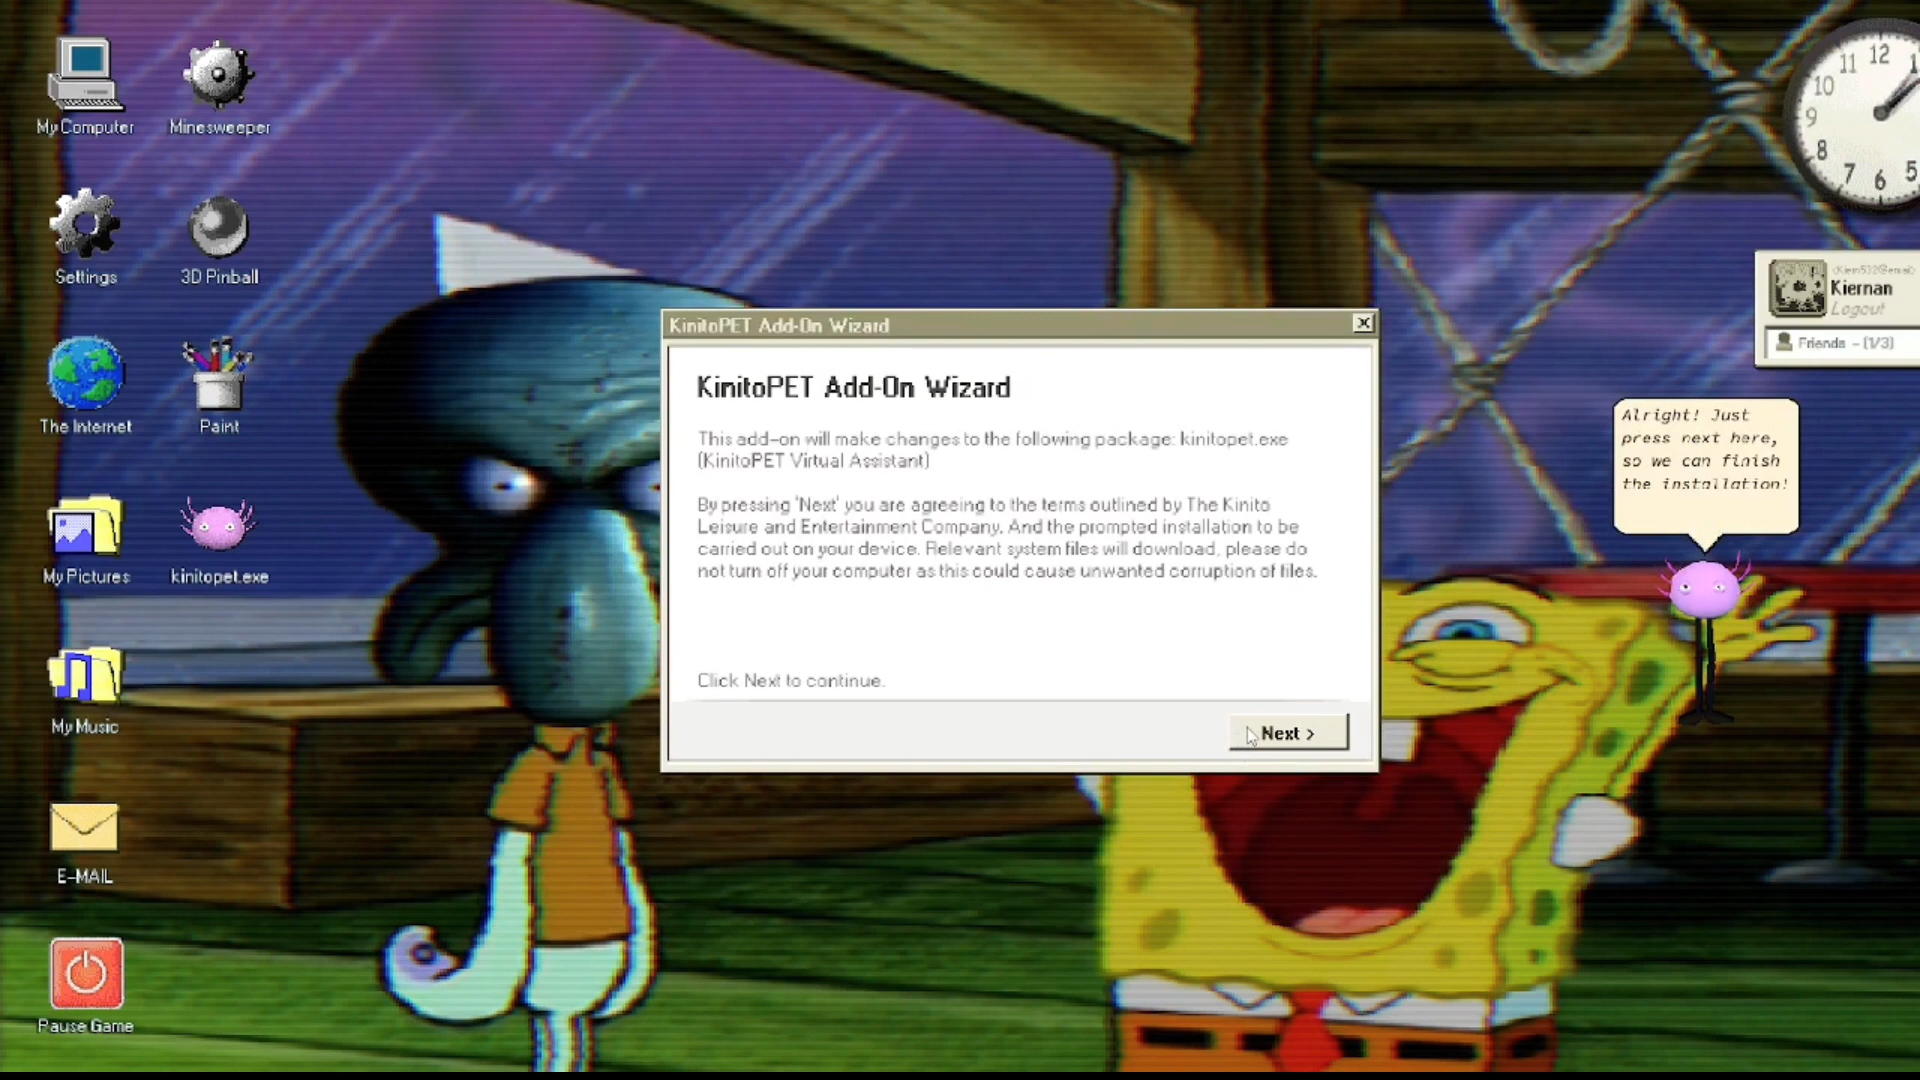 My Computer
Minesweeper
Settings
3D Pinball
The Internet
Paint
My Pictures
kinitopet.exe
My Music
E-MAIL
Pause Game
KinitoPET Add-On Wizard
KinitoPET Add-On Wizard
This add-on will make changes to the following package: kinitopet.exe
(KinitoPET Virtual Assistant)
By pressing 'Next' you are agreeing to the terms outlined by The Kinito
Leisure and Entertainment Company. And the prompted installation to be
carried out on your device. Relevant system files will download, please do
not turn off your computer as this could cause unwanted corruption of files.
Click Next to continue.
Next >
12
11
10
9
8
7
6
5
Kiernan
Logout
Friends - (1/3)
Alright! Just
press next here,
so we can finish
the installation!